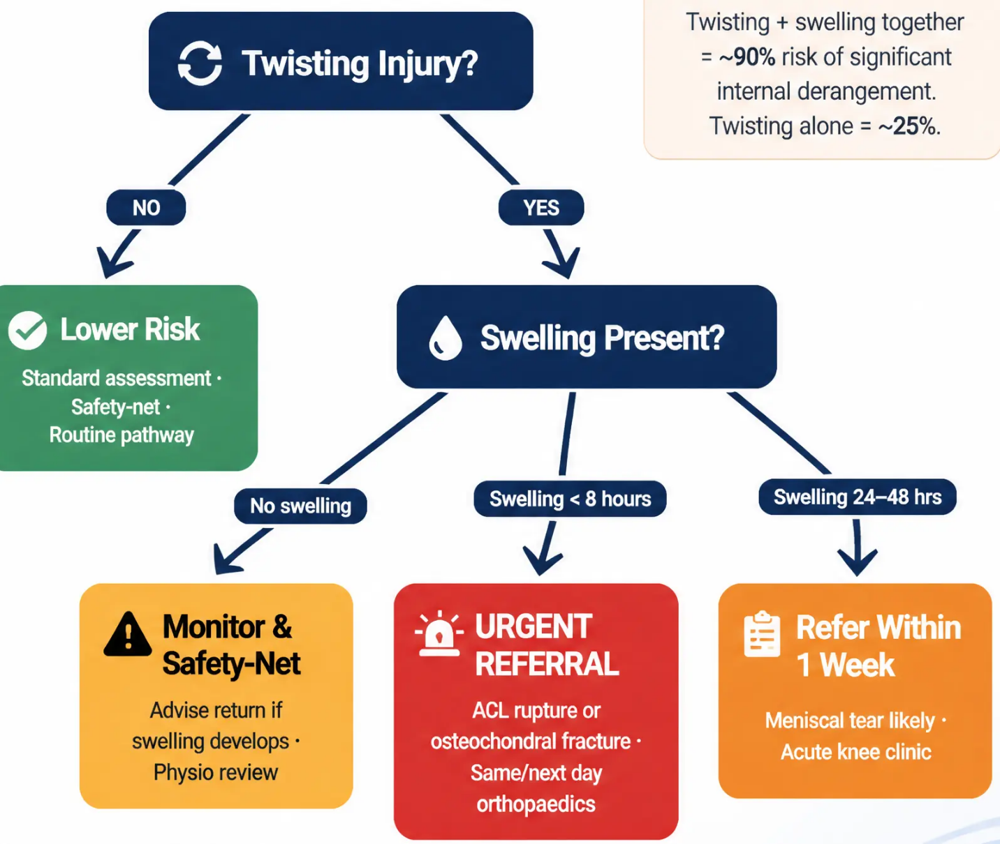 Twisting Injury?
Twisting + swelling together
= ~90% risk of significant
internal derangement.
Twisting alone = ~25%.
NO
YES
Lower Risk
Standard assessment ·
Safety-net ·
Routine pathway
Swelling Present?
No swelling
Swelling < 8 hours
Swelling 24–48 hrs
Monitor &
Safety-Net
Advise return if
swelling develops ·
Physio review
URGENT
REFERRAL
ACL rupture or
osteochondral fracture ·
Same/next day
orthopaedics
Refer Within
1 Week
Meniscal tear likely ·
Acute knee clinic